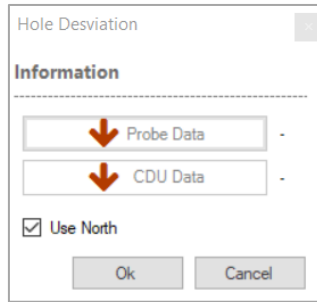 Hole Desviation
Information
Probe Data -
CDU Data -
Use North
Ok Cancel